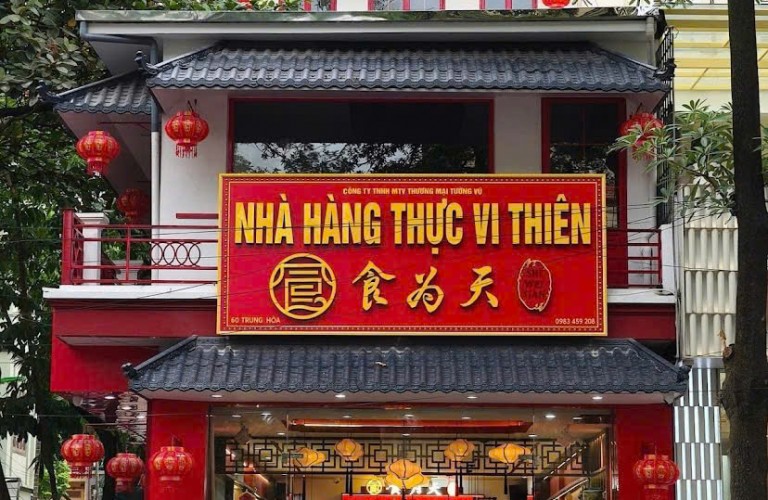 CÔNG TY TNHH MTV THƯƠNG MẠI TƯỜNG VŨ
NHÀ HÀNG THỰC VI THIÊN
食为天
60 TRUNG HÒA
0983 459 208